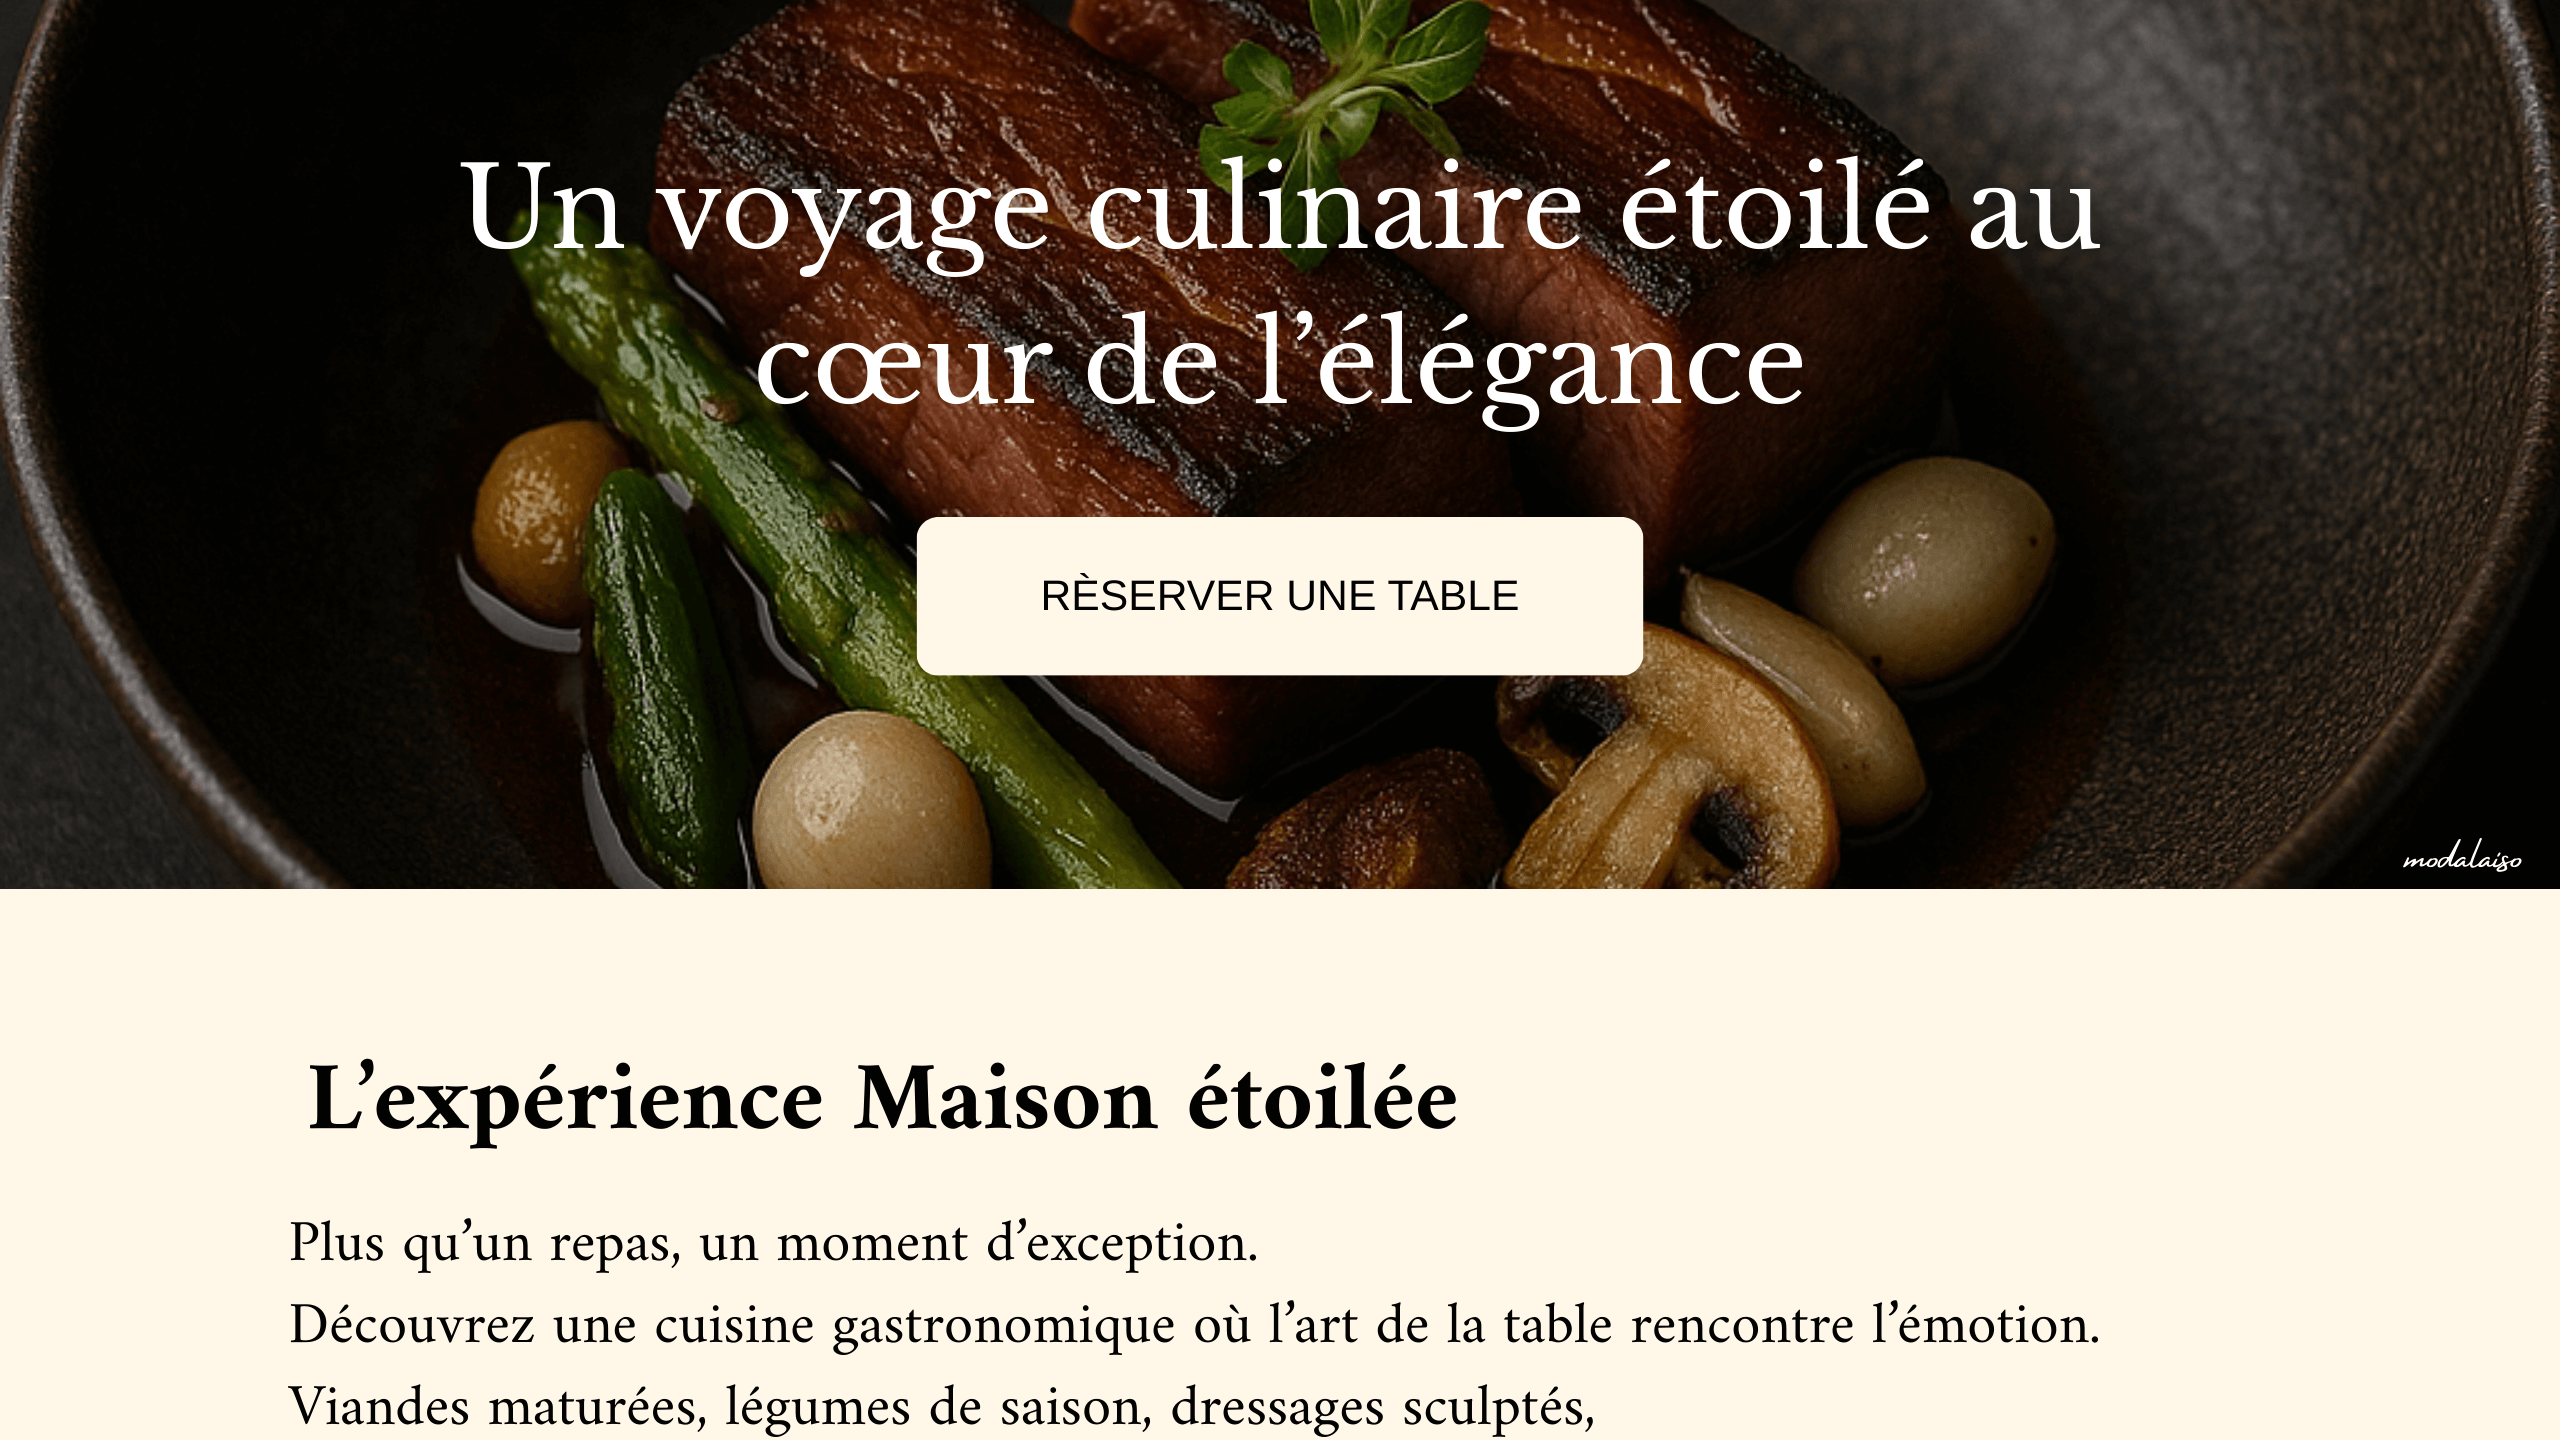 Un voyage culinaire étoilé au
cœur de l’élégance
RÈSERVER UNE TABLE
modalaiso
L’expérience Maison étoilée
Plus qu’un repas, un moment d’exception.
Découvrez une cuisine gastronomique où l’art de la table rencontre l’émotion.
Viandes maturées, légumes de saison, dressages sculptés,